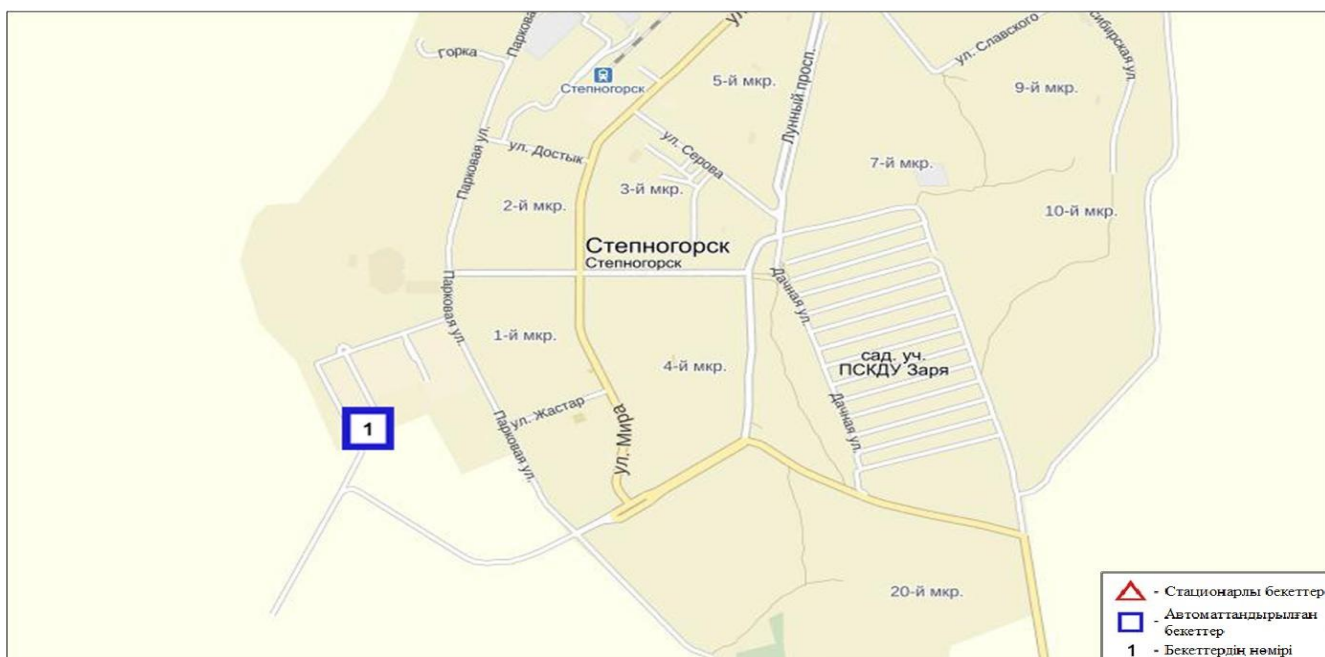 Парковая
ул.
Горка
ул. Славского
сибирская ул.
Степногорск
5-й мкр.
Лунный просп.
9-й мкр.
Парковая ул.
ул. Достык
ул. Серова
7-й мкр.
3-й мкр.
2-й мкр.
10-й мкр.
Степногорск
Степногорск
Парковая ул.
Дачная ул.
1-й мкр.
4-й мкр.
сад. уч.
ПСКДУ Заря
ул. Жастар
ул. Мира
Дачная ул.
1
Парковая ул.
20-й мкр.
- Стационарлы бекеттер
- Автоматтандырылған
бекеттер
1 - Бекеттердің нөмірі